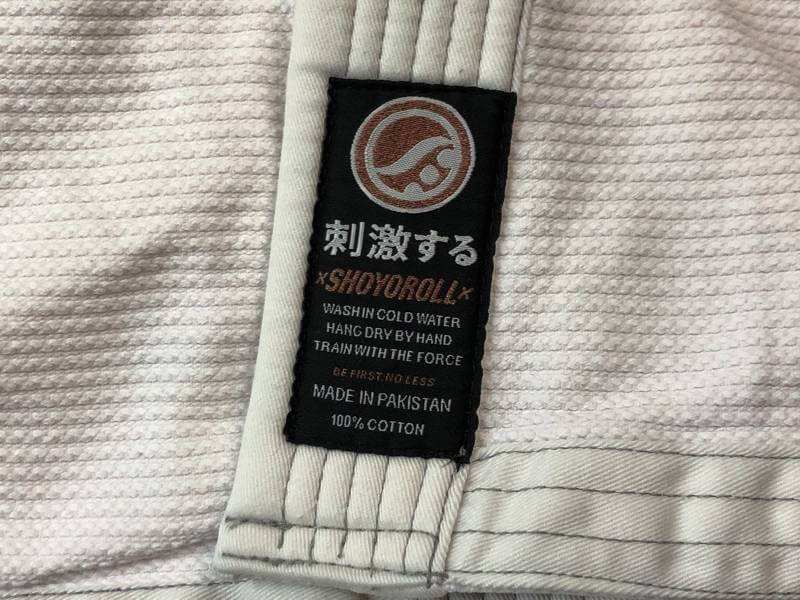 刺激する
×SHOYOROLL×
WASH IN COLD WATER
HANG DRY BY HAND
TRAIN WITH THE FORCE
BE FIRST. NO LESS
MADE IN PAKISTAN
100% COTTON